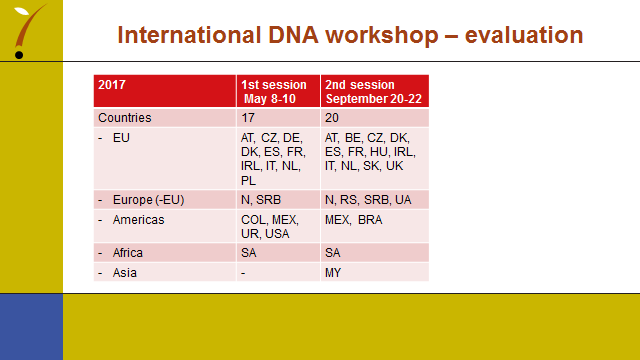 International DNA workshop – evaluation
2017 1st session 2nd session
May 8-10 September 20-22
Countries 17 20
- EU AT, CZ, DE, AT, BE, CZ, DK,
DK, ES, FR, ES, FR, HU, IRL,
IRL, IT, NL, IT, NL, SK, UK
PL
- Europe (-EU) N, SRB N, RS, SRB, UA
- Americas COL, MEX, MEX, BRA
UR, USA
- Africa SA SA
- Asia - MY